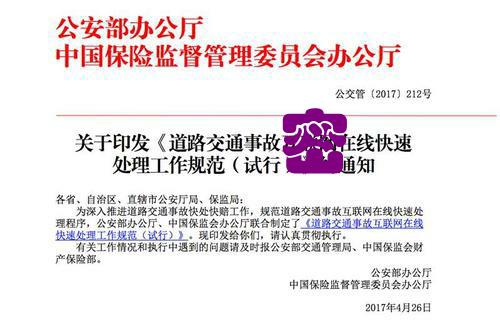 公安部办公厅
中国保险监督管理委员会办公厅
公交管〔2017〕212号
关于印发《道路交通事故在线快速
处理工作规范（试行通知
各省、自治区、直辖市公安厅局、保监局：
为深入推进道路交通事故快处快赔工作，规范道路交通事故互联网在线快速处
理程序，公安部办公厅、中国保监会办公厅联合制定了《道路交通事故互联网在线
快速处理工作规范（试行）》。现印发给你们，请认真贯彻执行。
有关工作情况和执行中遇到的问题请及时报公安部交通管理局、中国保监会财
产保险部。
公安部办公厅
中国保险监督管理委员会办公厅
2017年4月26日